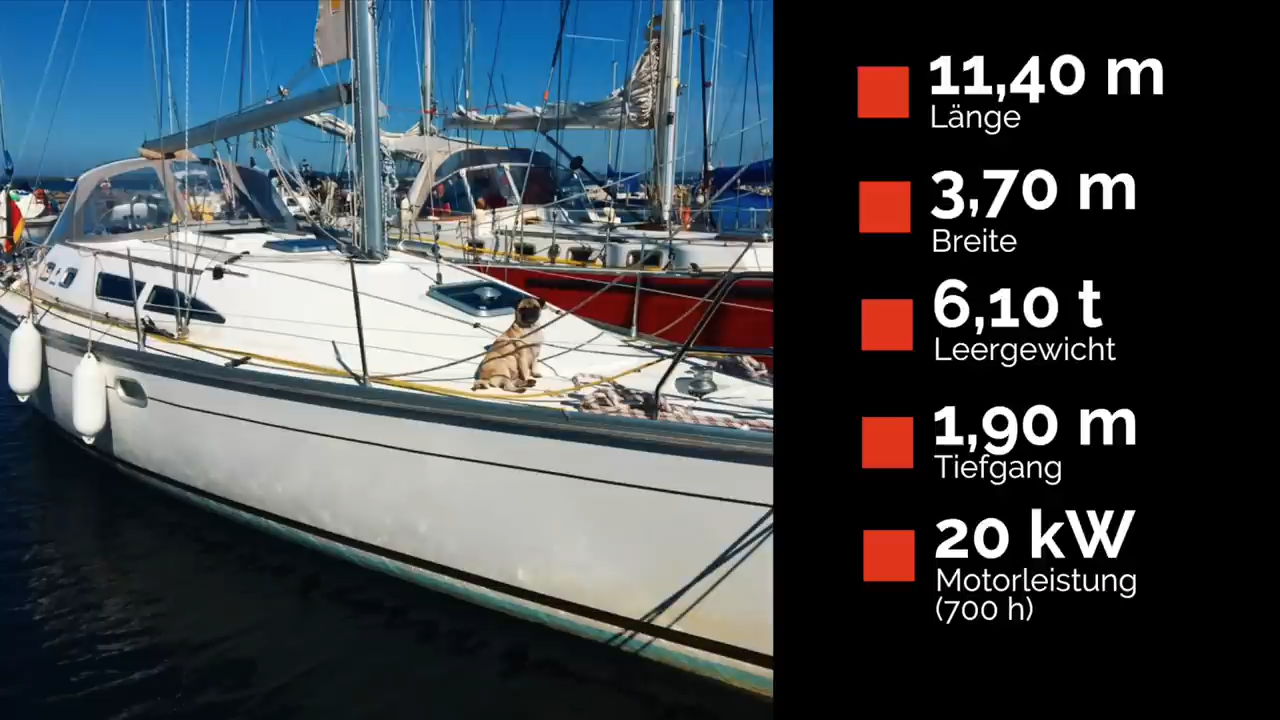 11,40 m
Länge
3,70 m
Breite
6,10 t
Leergewicht
1,90 m
Tiefgang
20 kW
Motorleistung
(700 h)